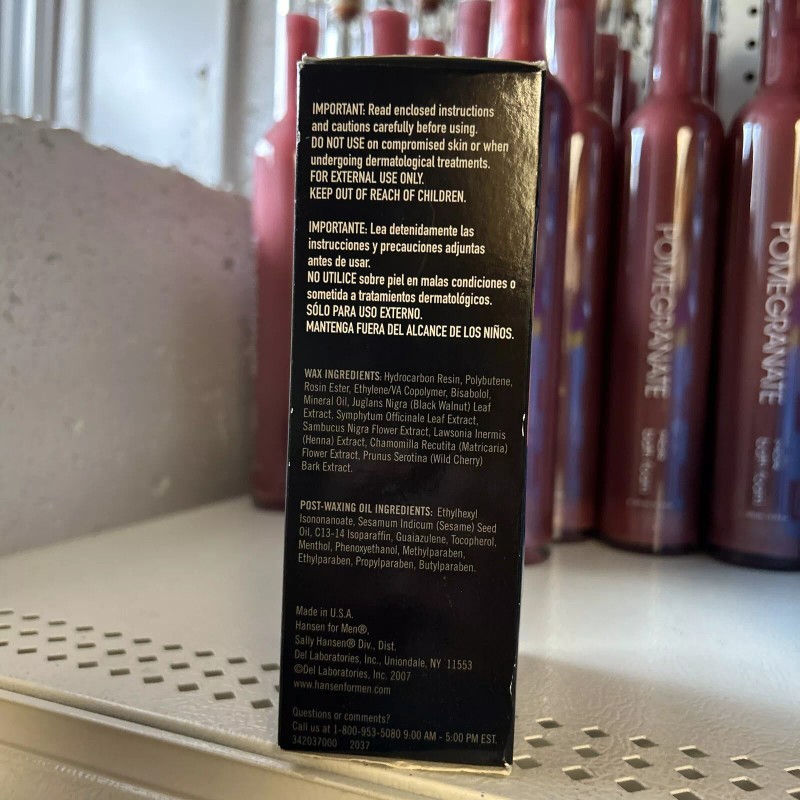 IMPORTANT: Read enclosed instructions
and cautions carefully before using.
DO NOT USE on compromised skin or when
undergoing dermatological treatments.
FOR EXTERNAL USE ONLY.
KEEP OUT OF REACH OF CHILDREN.
IMPORTANTE: Lea detenidamente las
instrucciones y precauciones adjuntas
antes de usar.
NO UTILICE sobre piel en malas condiciones o
sometida a tratamientos dermatológicos.
SÓLO PARA USO EXTERNO.
MANTENGA FUERA DEL ALCANCE DE LOS NIÑOS.
WAX INGREDIENTS: Hydrocarbon Resin, Polybutene,
Rosin Ester, Ethylene/VA Copolymer, Bisabolol,
Mineral Oil, Juglans Nigra (Black Walnut) Leaf
Extract, Symphytum Officinale Leaf Extract,
Sambucus Nigra Flower Extract, Lawsonia Inermis
(Henna) Extract, Chamomilla Recutita (Matricaria)
Flower Extract, Prunus Serotina (Wild Cherry)
Bark Extract.
POST-WAXING OIL INGREDIENTS: Ethylhexyl
Isononanoate, Sesamum Indicum (Sesame) Seed
Oil, C13-14 Isoparaffin, Guaiazulene, Tocopherol,
Menthol, Phenoxyethanol, Methylparaben,
Ethylparaben, Propylparaben, Butylparaben.
Made in U.S.A.
Hansen for Men®,
Sally Hansen® Div., Dist.
Del Laboratories, Inc., Uniondale, NY 11553
©Del Laboratories, Inc. 2007
www.hansenformen.com
Questions or comments?
Call us at 1-800-953-5080 9:00 AM - 5:00 PM EST.
342037000 2037
POMEGRANATE
bath foam
POMEGRANATE
bath foam